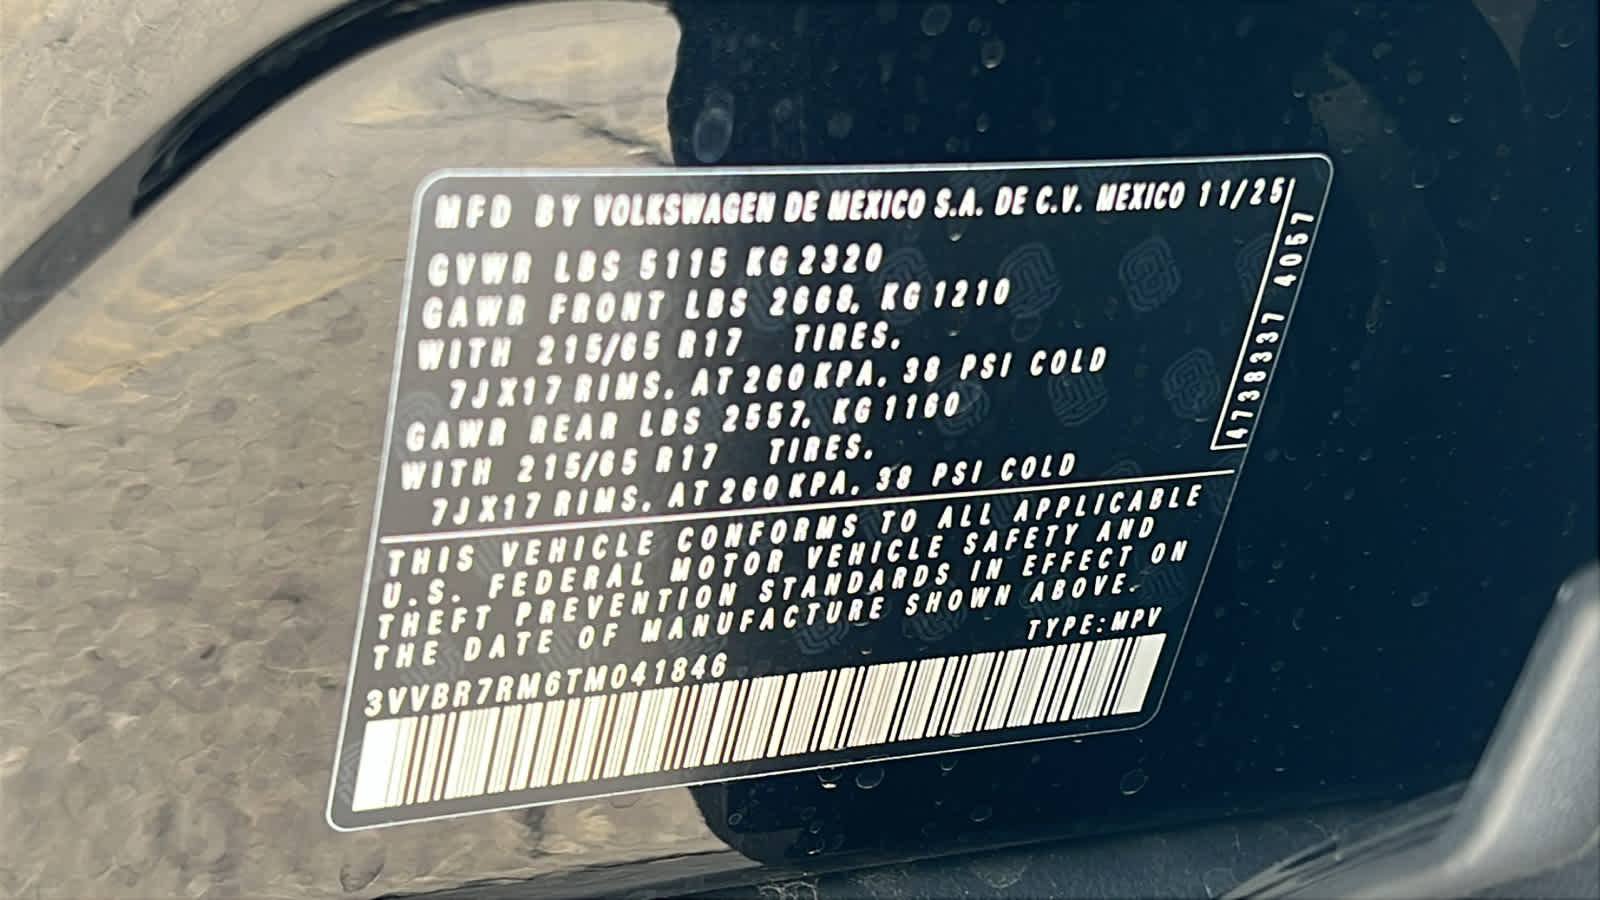 MFD BY VOLKSWAGEN DE MEXICO S.A. DE C.V. MEXICO 11/25
GVWR LBS 5115 KG 2320
GAWR FRONT LBS 2668, KG 1210
WITH 215/65 R17 TIRES,
7JX17 RIMS, AT 260 KPA, 38 PSI COLD
GAWR REAR LBS 2557, KG 1160
WITH 215/65 R17 TIRES,
7JX17 RIMS, AT 260 KPA, 38 PSI COLD
4738337 4057
THIS VEHICLE CONFORMS TO ALL APPLICABLE
U.S. FEDERAL MOTOR VEHICLE SAFETY AND
THEFT PREVENTION STANDARDS IN EFFECT ON
THE DATE OF MANUFACTURE SHOWN ABOVE.
TYPE:MPV
3VVBR7RM6TM041846